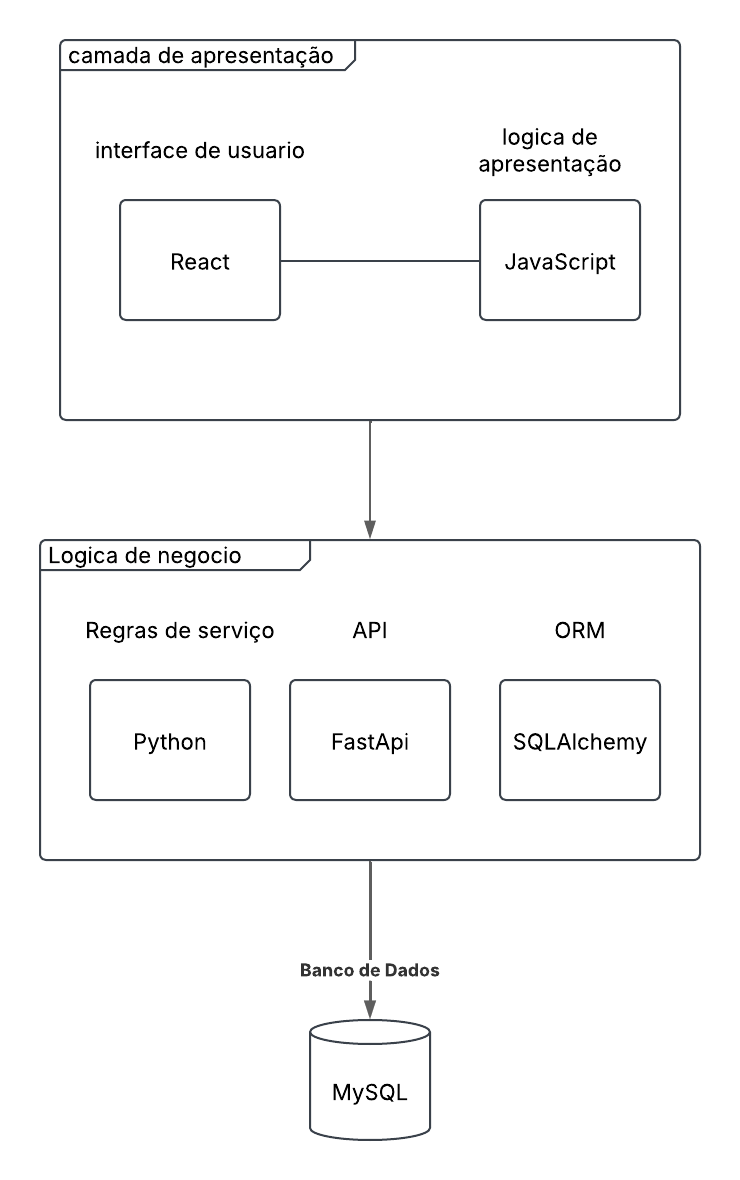 camada de apresentação
interface de usuario
logica de
apresentação
React
JavaScript
Logica de negocio
Regras de serviço
API
ORM
Python
FastApi
SQLAlchemy
Banco de Dados
MySQL